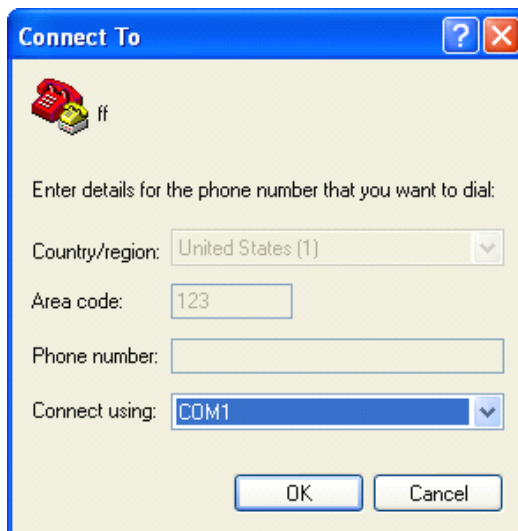 Connect To
ff
Enter details for the phone number that you want to dial:
Country/region: United States (1)
Area code: 123
Phone number:
Connect using: COM1
OK Cancel